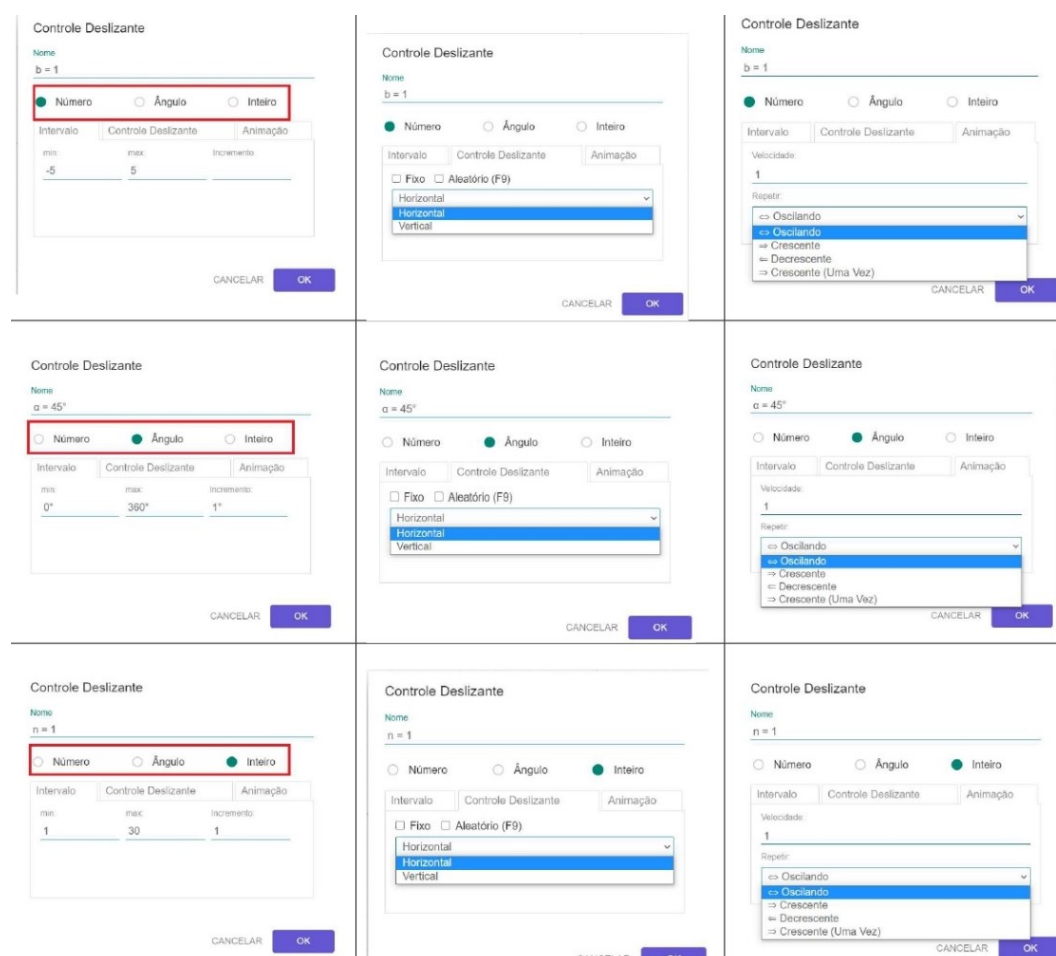 Controle Deslizante
Nome
b = 1
Número Ângulo Inteiro
Intervalo Controle Deslizante Animação
min: max: Incremento:
-5 5
CANCELAR OK
Controle Deslizante
Nome
b = 1
Número Ângulo Inteiro
Intervalo Controle Deslizante Animação
Fixo Aleatório (F9)
Horizontal
Horizontal
Vertical
CANCELAR OK
Controle Deslizante
Nome
b = 1
Número Ângulo Inteiro
Intervalo Controle Deslizante Animação
Velocidade:
1
Repetir:
⇔ Oscilando
⇔ Oscilando
⇒ Crescente
⇐ Decrescente
⇒ Crescente (Uma Vez)
CANCELAR OK
Controle Deslizante
Nome
α = 45°
Número Ângulo Inteiro
Intervalo Controle Deslizante Animação
min: max: Incremento:
0° 360° 1°
CANCELAR OK
Controle Deslizante
Nome
α = 45°
Número Ângulo Inteiro
Intervalo Controle Deslizante Animação
Fixo Aleatório (F9)
Horizontal
Horizontal
Vertical
CANCELAR OK
Controle Deslizante
Nome
α = 45°
Número Ângulo Inteiro
Intervalo Controle Deslizante Animação
Velocidade:
1
Repetir:
⇔ Oscilando
⇔ Oscilando
⇒ Crescente
⇐ Decrescente
⇒ Crescente (Uma Vez)
CANCELAR OK
Controle Deslizante
Nome
n = 1
Número Ângulo Inteiro
Intervalo Controle Deslizante Animação
min: max: Incremento:
1 30 1
CANCELAR OK
Controle Deslizante
Nome
n = 1
Número Ângulo Inteiro
Intervalo Controle Deslizante Animação
Fixo Aleatório (F9)
Horizontal
Horizontal
Vertical
Controle Deslizante
Nome
n = 1
Número Ângulo Inteiro
Intervalo Controle Deslizante Animação
Velocidade:
1
Repetir:
⇔ Oscilando
⇔ Oscilando
⇒ Crescente
⇐ Decrescente
⇒ Crescente (Uma Vez)
CANCELAR OK